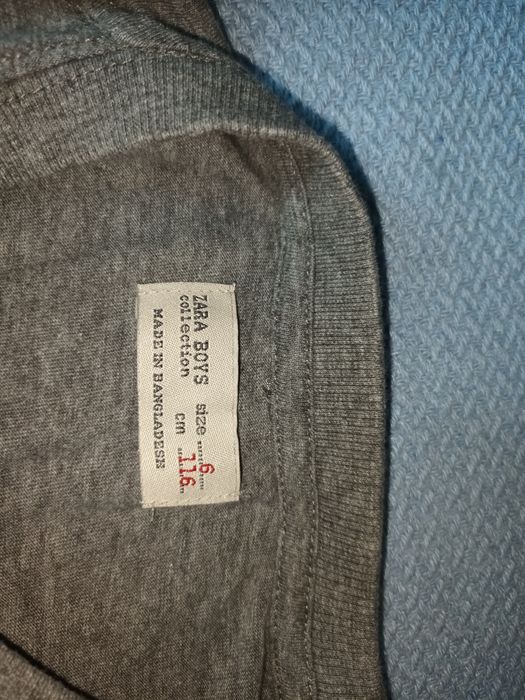 ZARA BOYS size 6
collection cm 116
MADE IN BANGLADESH